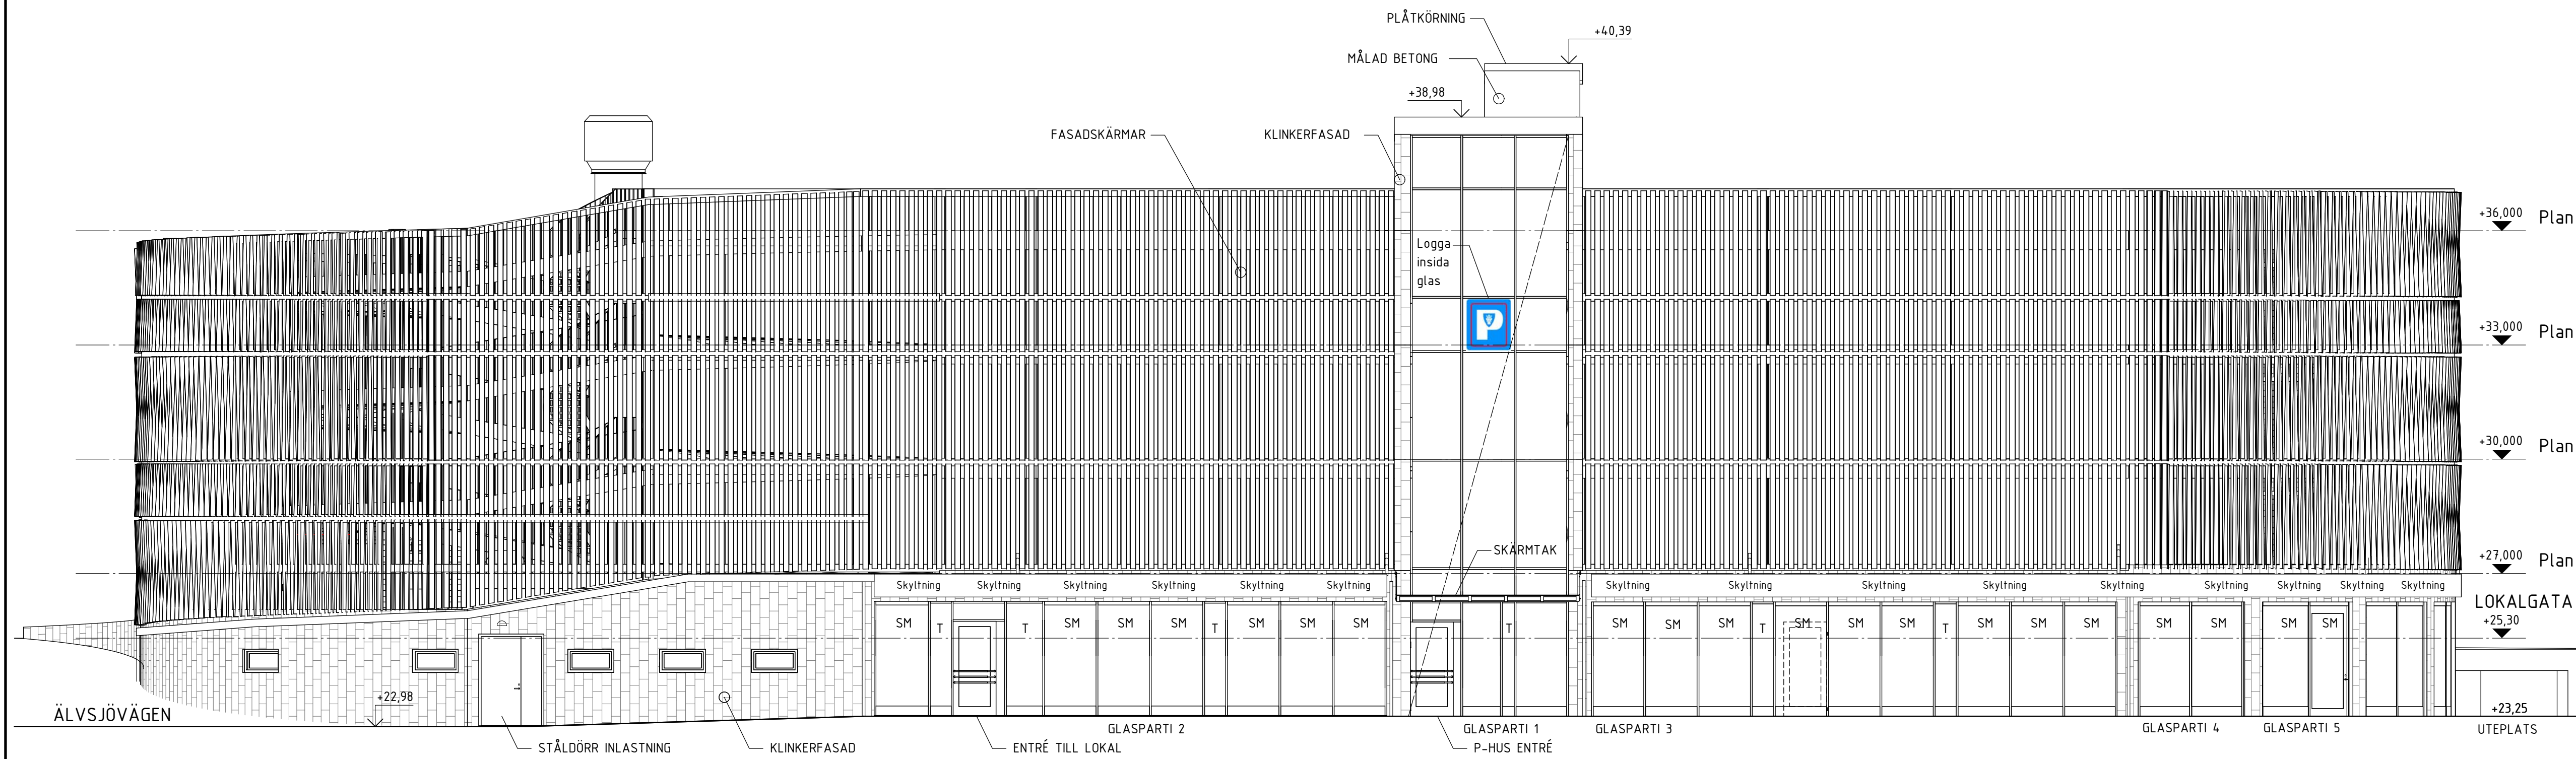 PLÅTKÖRNING
+40,39
MÅLAD BETONG
+38,98
FASADSKÄRMAR
KLINKERFASAD
+36,000 Plan
Logga
insida
glas
P
+33,000 Plan
+30,000 Plan
SKÄRMTAK
+27,000 Plan
Skyltning Skyltning Skyltning Skyltning Skyltning Skyltning Skyltning Skyltning Skyltning Skyltning Skyltning Skyltning Skyltning Skyltning Skyltning
LOKALGATA
+25,30
SM T T SM SM SM T SM SM SM T SM SM SM T SM SM SM T SM SM SM SM SM SM SM
+22,98
ÄLVSJÖVÄGEN
+23,25
GLASPARTI 2 GLASPARTI 1 GLASPARTI 3 GLASPARTI 4 GLASPARTI 5 UTEPLATS
STÅLDÖRR INLASTNING KLINKERFASAD ENTRÉ TILL LOKAL P-HUS ENTRÉ